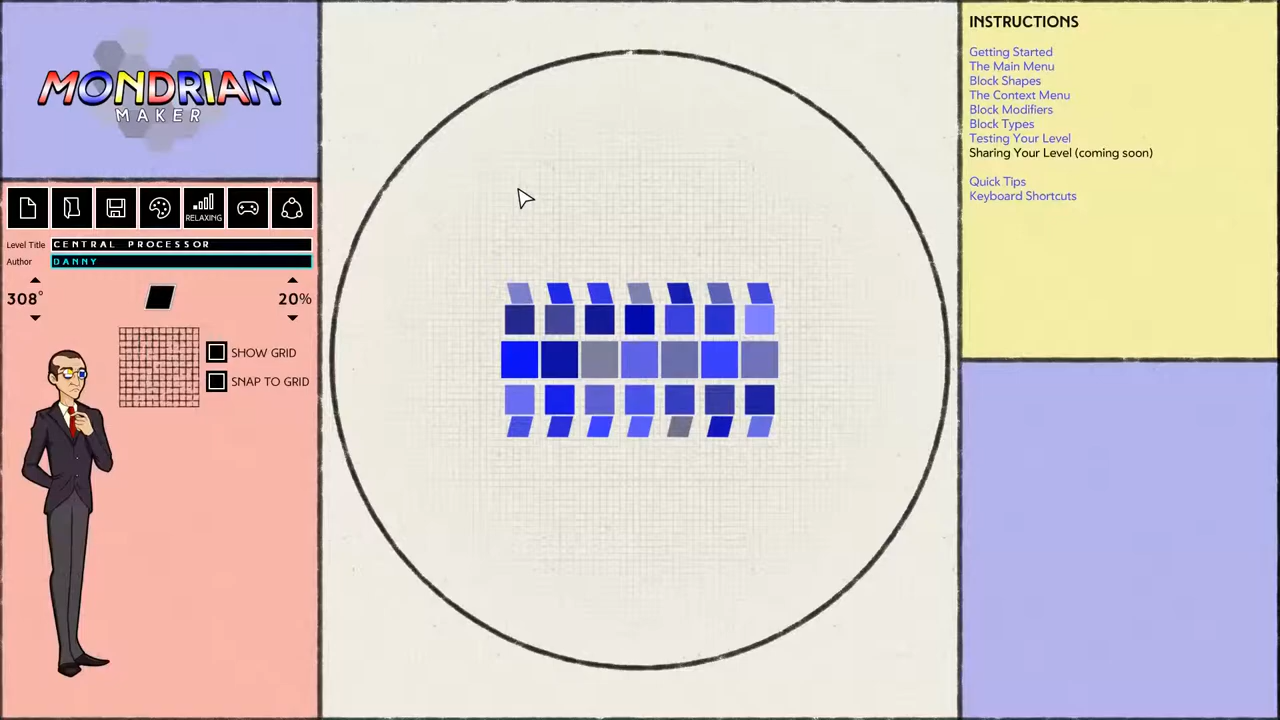 MONDRIAN
MAKER
RELAXING
Level Title CENTRAL PROCESSOR
Author DANNY
308° 20%
SHOW GRID
SNAP TO GRID
INSTRUCTIONS
Getting Started
The Main Menu
Block Shapes
The Context Menu
Block Modifiers
Block Types
Testing Your Level
Sharing Your Level (coming soon)
Quick Tips
Keyboard Shortcuts